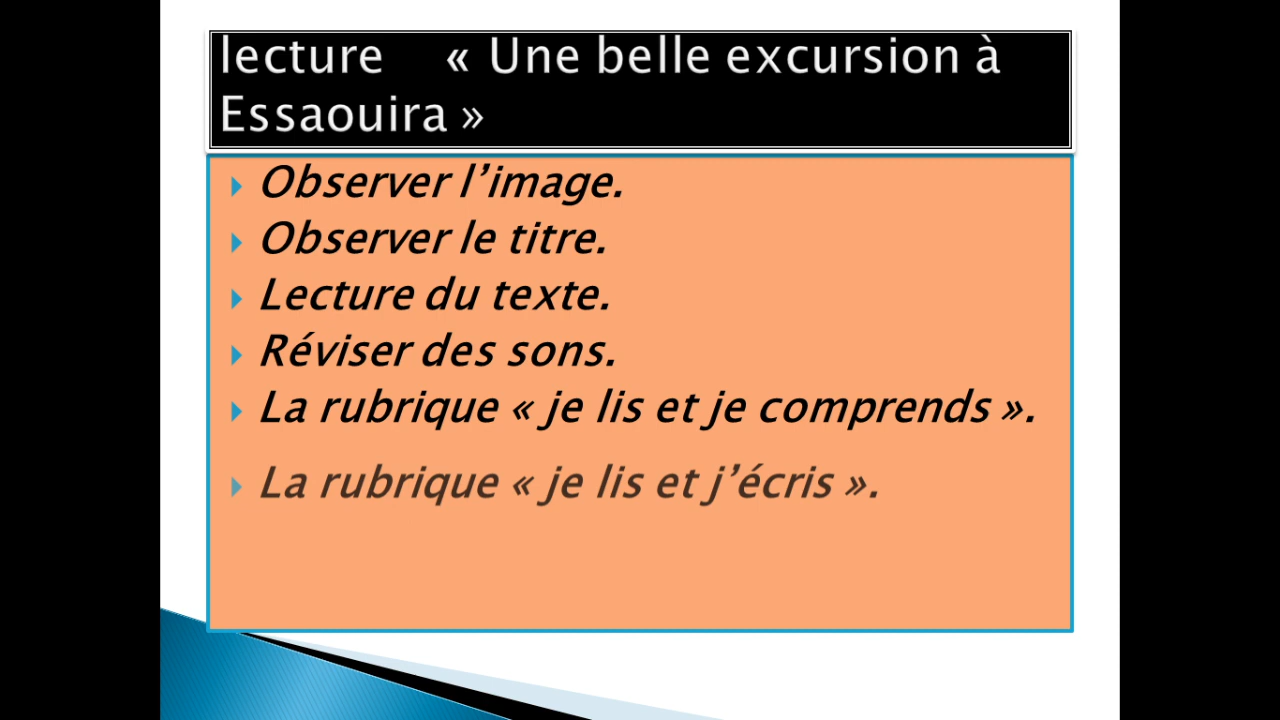 lecture « Une belle excursion à
Essaouira »
Observer l’image.
Observer le titre.
Lecture du texte.
Réviser des sons.
La rubrique « je lis et je comprends ».
La rubrique « je lis et j’écris ».